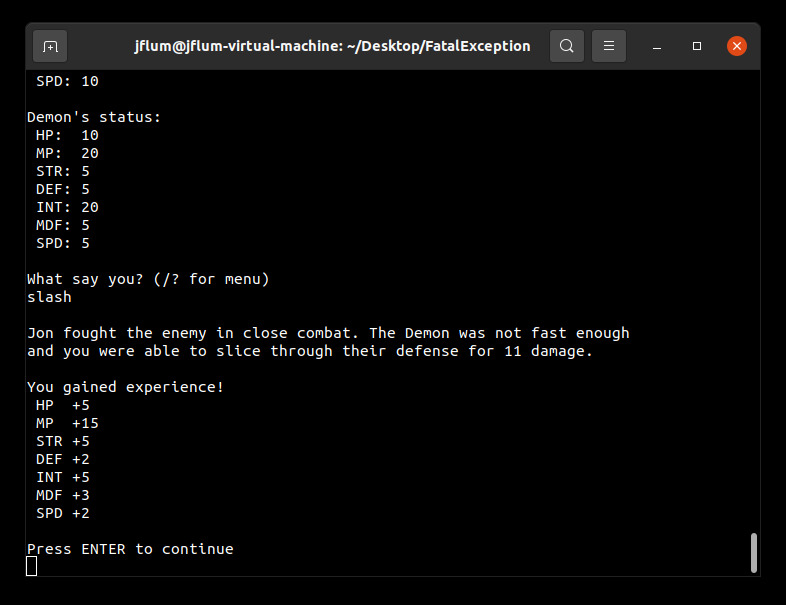 jflum@jflum-virtual-machine: ~/Desktop/FatalException
SPD: 10
Demon's status:
HP:  10
MP:  20
STR: 5
DEF: 5
INT: 20
MDF: 5
SPD: 5
What say you? (/? for menu)
slash
Jon fought the enemy in close combat. The Demon was not fast enough
and you were able to slice through their defense for 11 damage.
You gained experience!
HP  +5
MP  +15
STR +5
DEF +2
INT +5
MDF +3
SPD +2
Press ENTER to continue